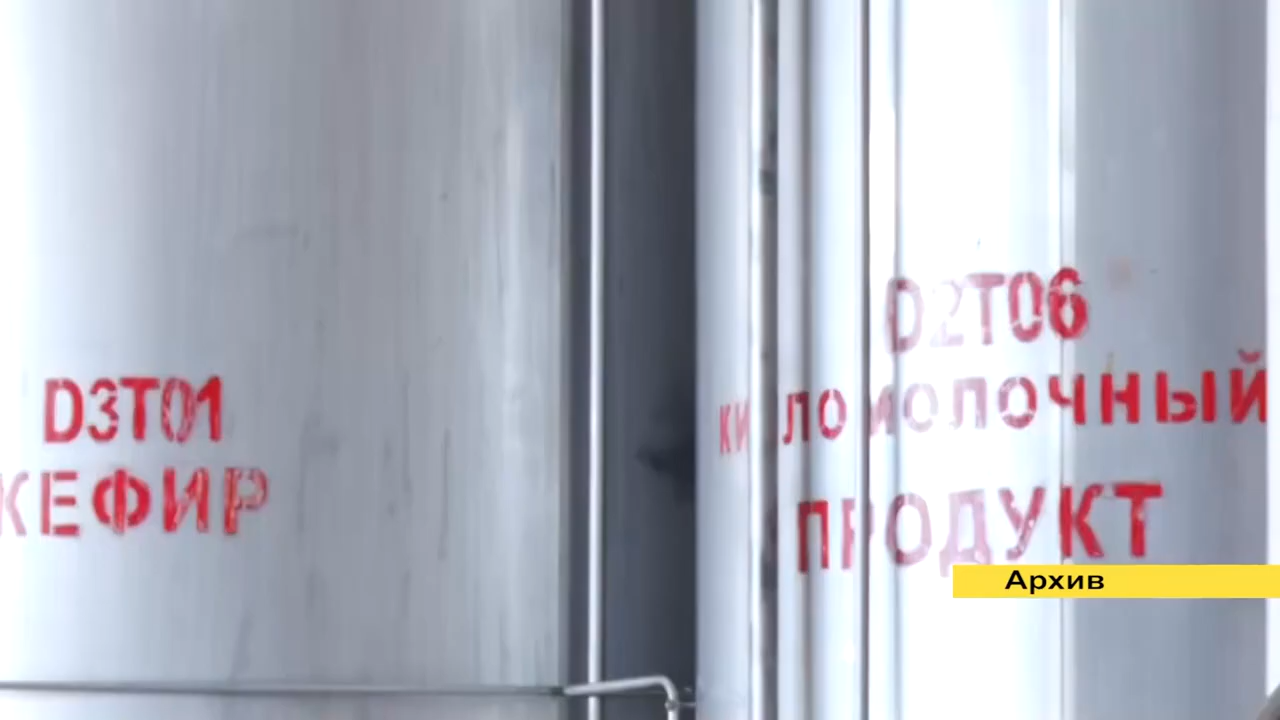 D3T01
КЕФИР
D2T06
КИСЛОМОЛОЧНЫЙ
ПРОДУКТ
Архив